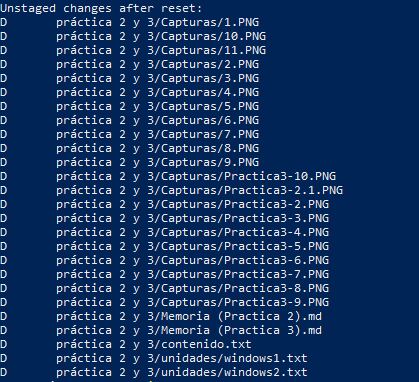 Unstaged changes after reset:
D       práctica 2 y 3/Capturas/1.PNG
D       práctica 2 y 3/Capturas/10.PNG
D       práctica 2 y 3/Capturas/11.PNG
D       práctica 2 y 3/Capturas/2.PNG
D       práctica 2 y 3/Capturas/3.PNG
D       práctica 2 y 3/Capturas/4.PNG
D       práctica 2 y 3/Capturas/5.PNG
D       práctica 2 y 3/Capturas/6.PNG
D       práctica 2 y 3/Capturas/7.PNG
D       práctica 2 y 3/Capturas/8.PNG
D       práctica 2 y 3/Capturas/9.PNG
D       práctica 2 y 3/Capturas/Practica3-10.PNG
D       práctica 2 y 3/Capturas/Practica3-2.1.PNG
D       práctica 2 y 3/Capturas/Practica3-2.PNG
D       práctica 2 y 3/Capturas/Practica3-3.PNG
D       práctica 2 y 3/Capturas/Practica3-4.PNG
D       práctica 2 y 3/Capturas/Practica3-5.PNG
D       práctica 2 y 3/Capturas/Practica3-6.PNG
D       práctica 2 y 3/Capturas/Practica3-7.PNG
D       práctica 2 y 3/Capturas/Practica3-8.PNG
D       práctica 2 y 3/Capturas/Practica3-9.PNG
D       práctica 2 y 3/Memoria (Practica 2).md
D       práctica 2 y 3/Memoria (Practica 3).md
D       práctica 2 y 3/contenido.txt
D       práctica 2 y 3/unidades/windows1.txt
D       práctica 2 y 3/unidades/windows2.txt